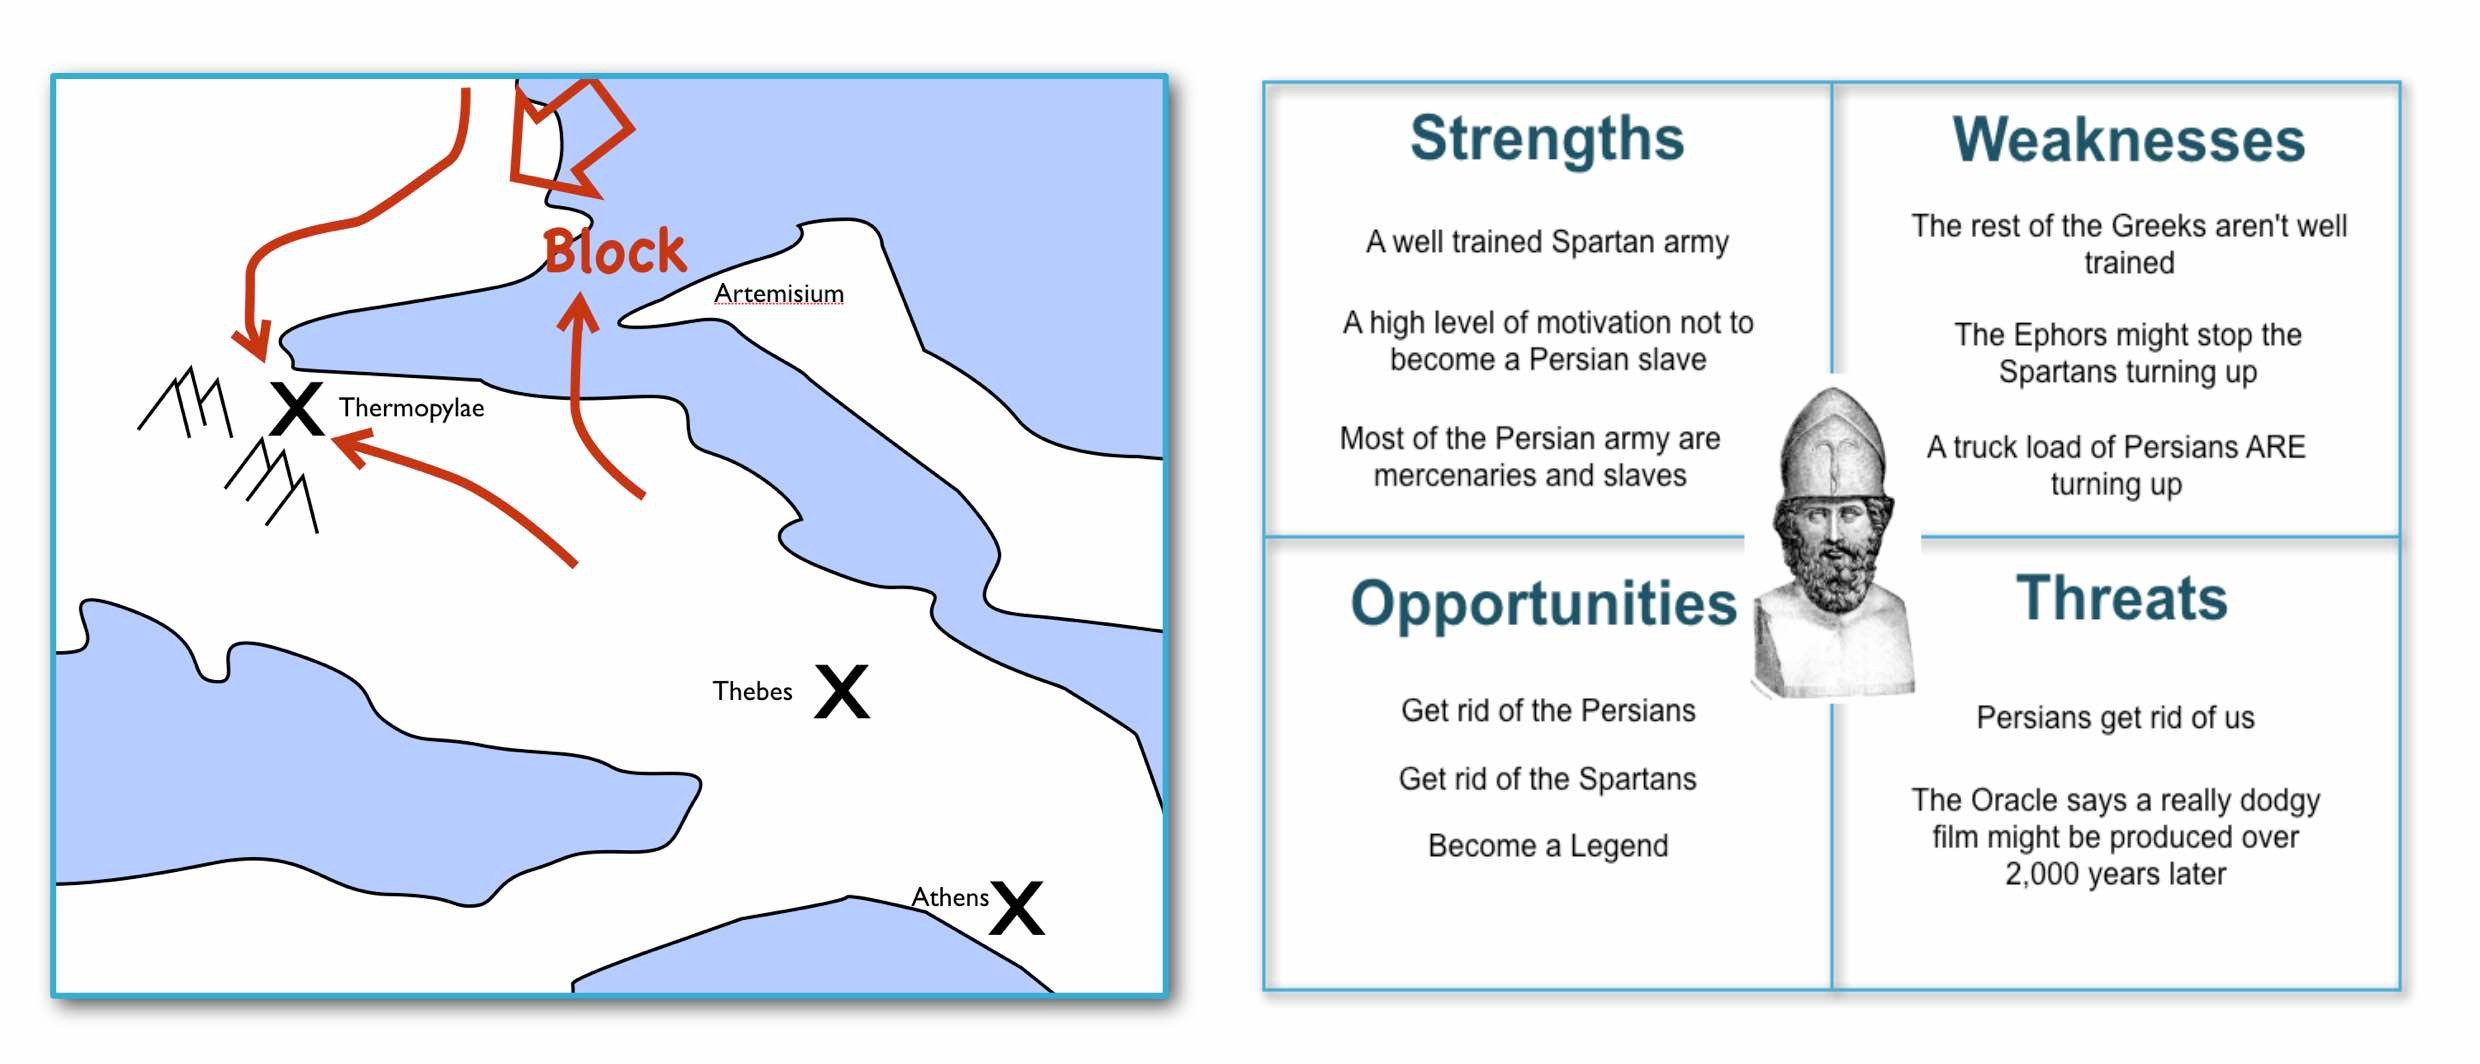 Block
Artemisium
Thermopylae
Thebes
Athens
Strengths
A well trained Spartan army
A high level of motivation not to
become a Persian slave
Most of the Persian army are
mercenaries and slaves
Weaknesses
The rest of the Greeks aren't well
trained
The Ephors might stop the
Spartans turning up
A truck load of Persians ARE
turning up
Opportunities
Get rid of the Persians
Get rid of the Spartans
Become a Legend
Threats
Persians get rid of us
The Oracle says a really dodgy
film might be produced over
2,000 years later